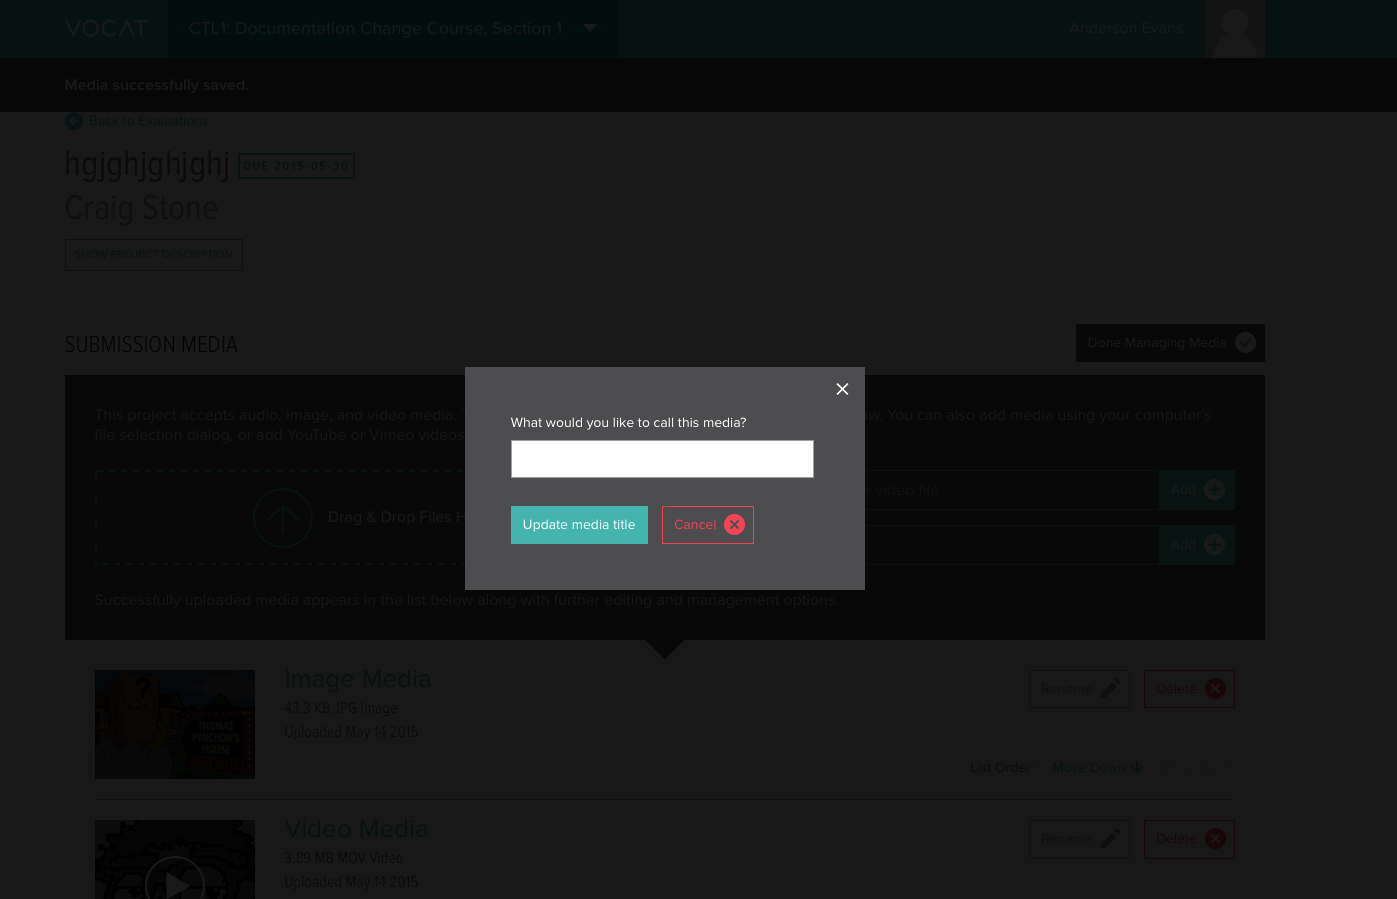 VOCAT
CTL1: Documentation Change Course, Section 1
Anderson Evans
Media successfully saved.
Back to Evaluations
hgjghjghjghj DUE 2015-05-30
Craig Stone
SHOW PROJECT DESCRIPTION
SUBMISSION MEDIA
Done Managing Media
What would you like to call this media?
Update media title
Cancel
This project accepts audio, image, and video media.
You can also add media using your computer's
file selection dialog, or add YouTube or Vimeo videos
Drag & Drop Files
video file
Add
Add
Successfully uploaded media appears in the list below along with further editing and management options.
Image Media
43.3 KB JPG Image
Uploaded May 14 2015
THOMAS
PYNCHON'S
HOUSE
Rename
Delete
List Order: Move Down
Video Media
3.89 MB MOV Video
Uploaded May 14 2015
Rename
Delete